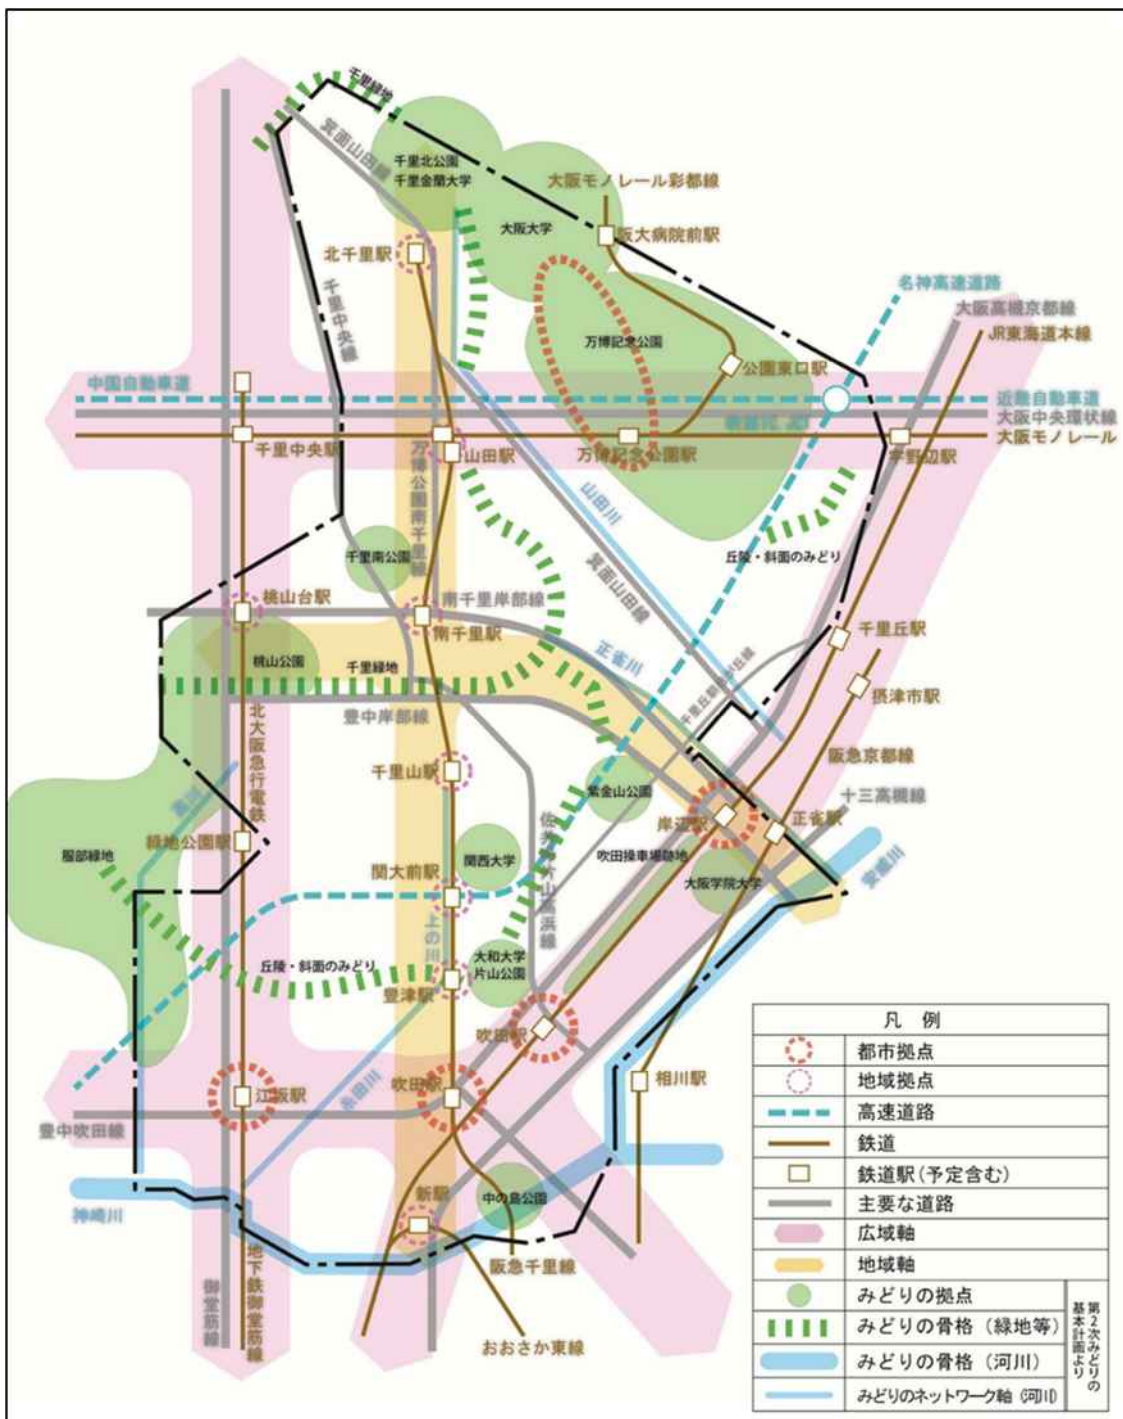 千里緑地
箕面山田線
千里北公園
千里金蘭大学
大阪モノレール彩都線
大阪大学
阪大病院前駅
北千里駅
名神高速道路
千里中央線
大阪高槻京都線
JR東海道本線
万博記念公園
公園東口駅
中国自動車道
近畿自動車道
大阪中央環状線
大阪モノレール
千里中央駅
山田駅
万博記念公園駅
宇野辺駅
万博公園南千里線
山田川
丘陵・斜面のみどり
千里南公園
箕面山田線
桃山台駅
南千里岸部線
南千里駅
正雀川
千里丘駅
桃山公園
千里緑地
摂津市駅
豊中岸部線
北大阪急行電鉄
阪急京都線
千里山駅
高川
紫金山公園
十三高槻線
岸辺駅
正雀駅
緑地公園駅
服部緑地
関西大学
吹田操車場跡地
関大前駅
大阪学院大学
安威川
上の川
大和大学
片山公園
丘陵・斜面のみどり
豊津駅
吹田駅
江坂駅
吹田駅
糸田川
相川駅
豊中吹田線
新駅
中の島公園
神崎川
阪急千里線
御堂筋線
地下鉄御堂筋線
おおさか東線
凡 例
都市拠点
地域拠点
高速道路
鉄道
鉄道駅(予定含む)
主要な道路
広域軸
地域軸
みどりの拠点
みどりの骨格（緑地等）
みどりの骨格（河川）
みどりのネットワーク軸（河川）
第2次みどりの
基本計画より